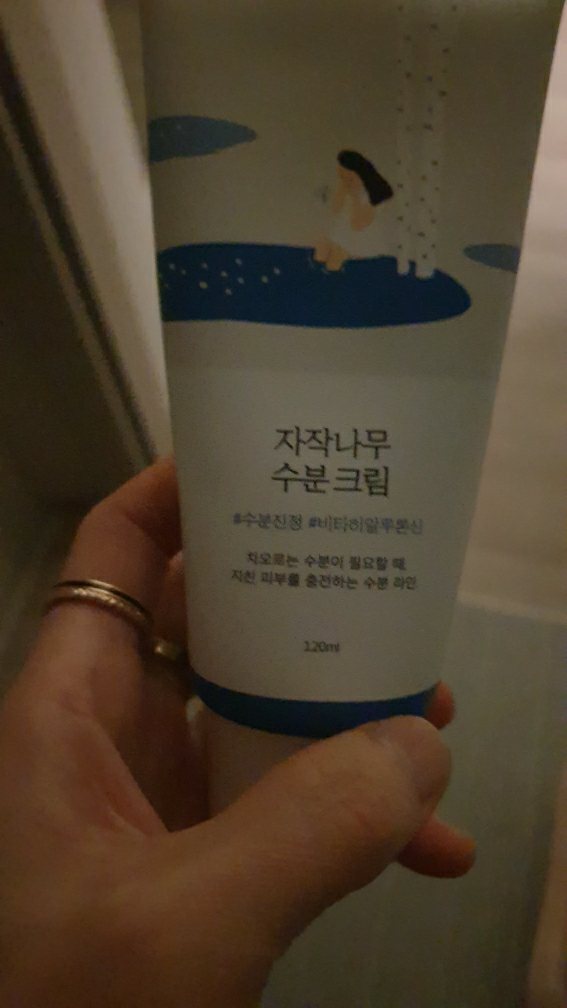 자작나무
수분 크림
#수분진정 #비타히알루론산
차오르는 수분이 필요할 때,
지친 피부를 충전하는 수분 라인
120ml